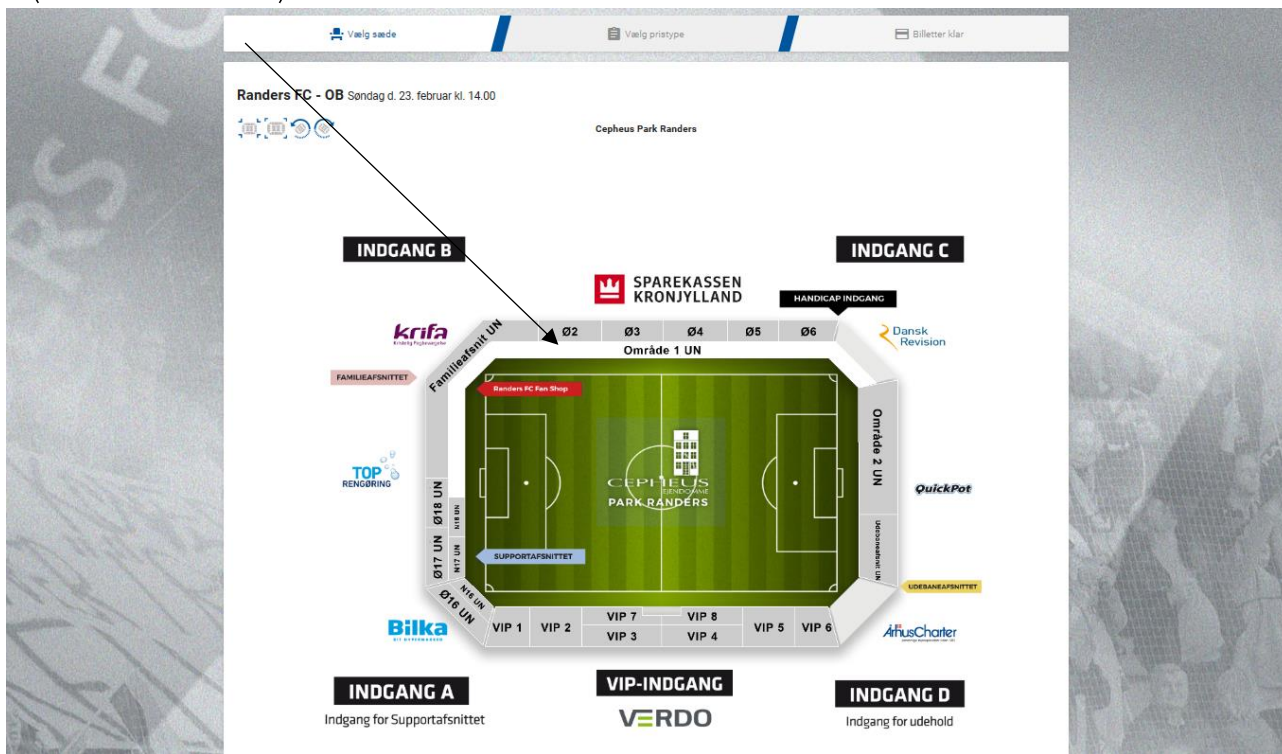 Vælg sæde
Vælg pristype
Billetter klar
Randers FC - OB Søndag d. 23. februar kl. 14.00
Cepheus Park Randers
INDGANG B
INDGANG C
SPAREKASSEN
KRONJYLLAND
HANDICAP INDGANG
krifa
Dansk
Revision
Familieafsnit UN
Ø2
Ø3
Ø4
Ø5
Ø6
Område 1 UN
FAMILIEAFSNITTET
Randers FC Fan Shop
Område 2 UN
TOP
RENGØRING
CEPHEUS
EJENDOMME
PARK RANDERS
QuickPot
Ø18 UN
N18 UN
Ø17 UN
N17 UN
SUPPORTAFSNITTET
Udebaneafsnit UN
UDEBANEAFSNITTET
Ø16 UN
N16 UN
Bilka
VIP 1
VIP 2
VIP 7
VIP 8
VIP 3
VIP 4
VIP 5
VIP 6
ÅrhusCharter
INDGANG A
Indgang for Supportafsnittet
VIP-INDGANG
VERDO
INDGANG D
Indgang for udehold